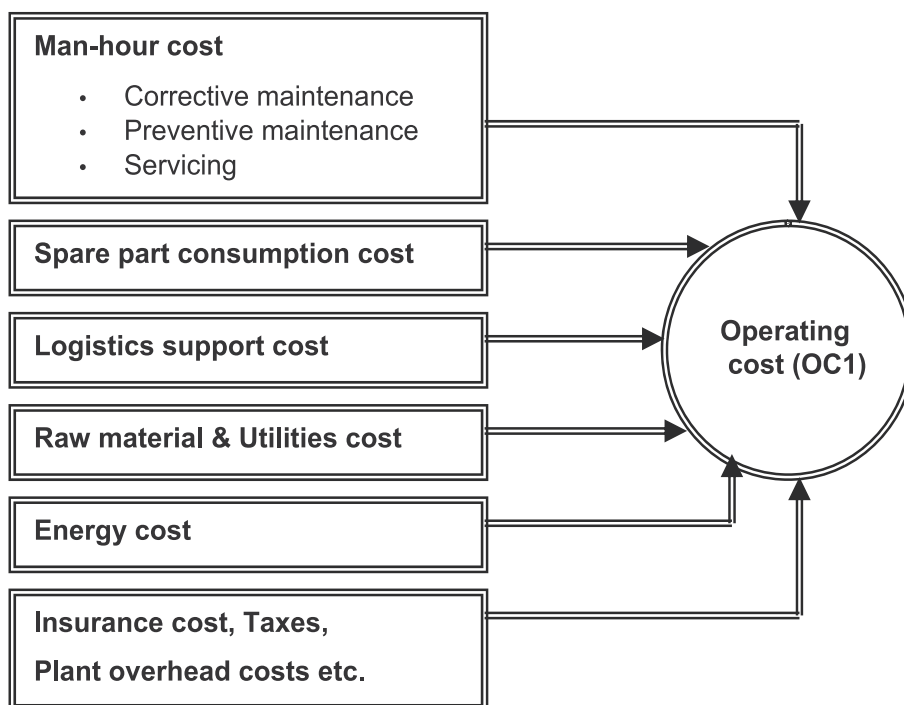 Man-hour cost
• Corrective maintenance
• Preventive maintenance
• Servicing
Spare part consumption cost
Logistics support cost
Raw material & Utilities cost
Energy cost
Insurance cost, Taxes,
Plant overhead costs etc.
Operating
cost (OC1)